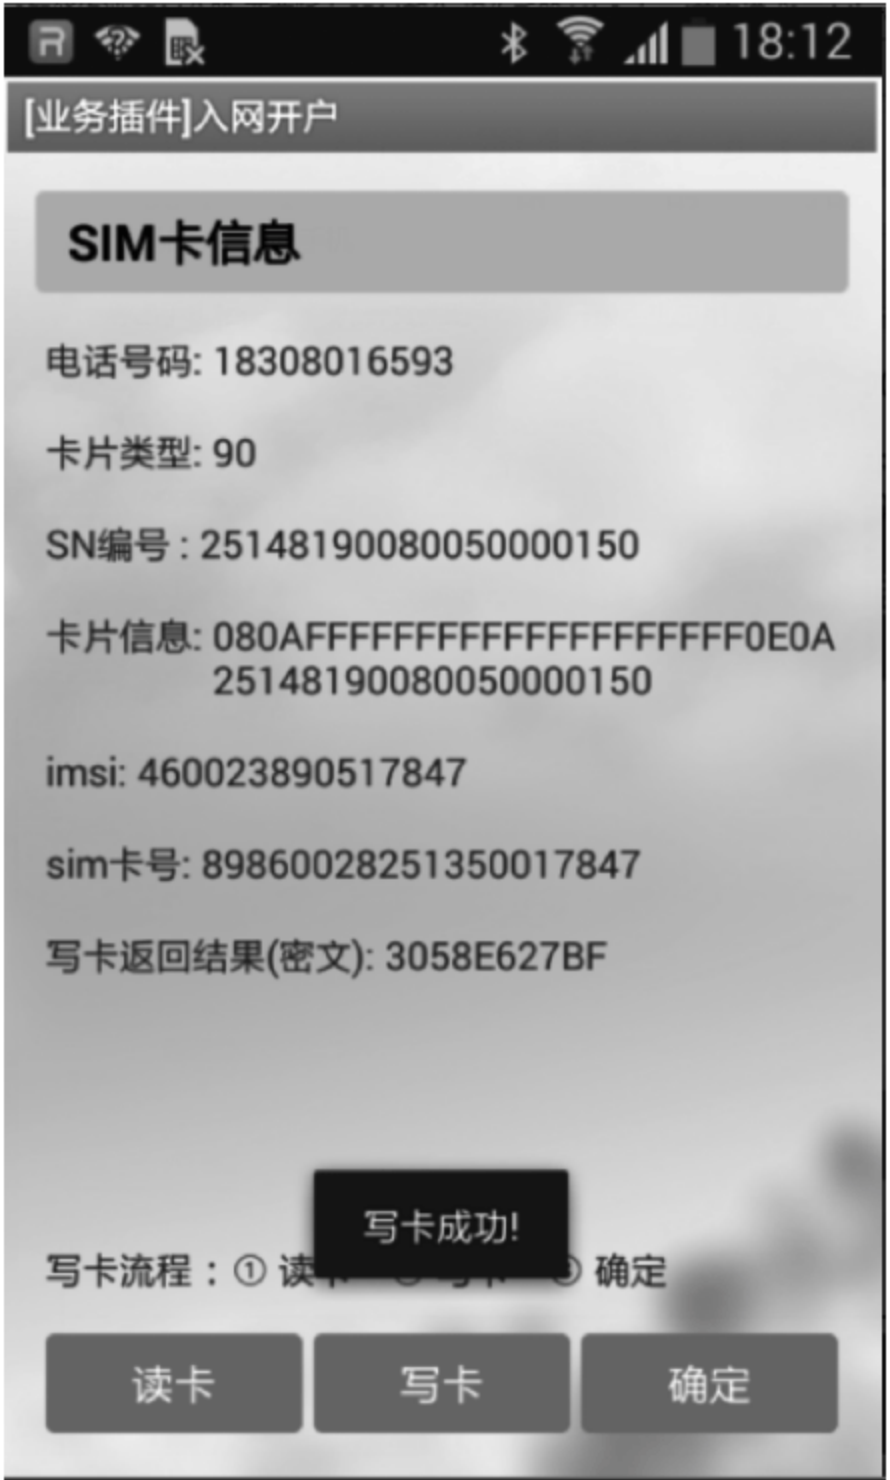 18:12
[业务插件]入网开户
SIM卡信息
电话号码: 18308016593
卡片类型: 90
SN编号 : 25148190080050000150
卡片信息: 080AFFFFFFFFFFFFFFFFFFFF0E0A
25148190080050000150
imsi: 460023890517847
sim卡号: 89860028251350017847
写卡返回结果(密文): 3058E627BF
写卡成功!
写卡流程 : ① 读 确定
读卡
写卡
确定